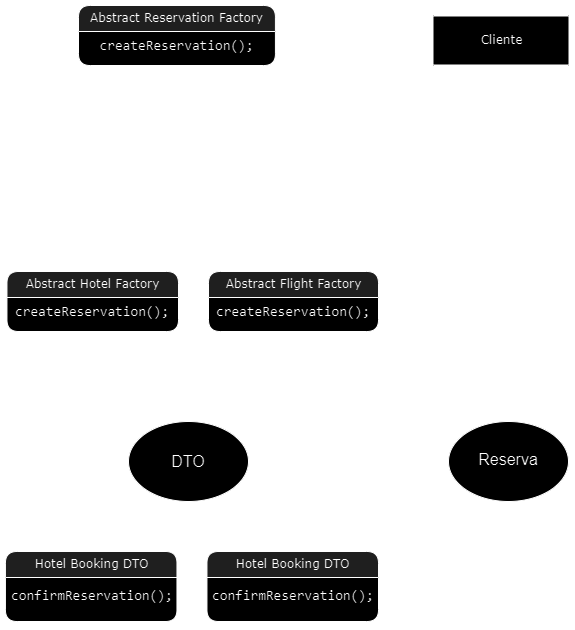 Abstract Reservation Factory
createReservation();
Cliente
Abstract Hotel Factory
createReservation();
Abstract Flight Factory
createReservation();
DTO
Reserva
Hotel Booking DTO
confirmReservation();
Hotel Booking DTO
confirmReservation();